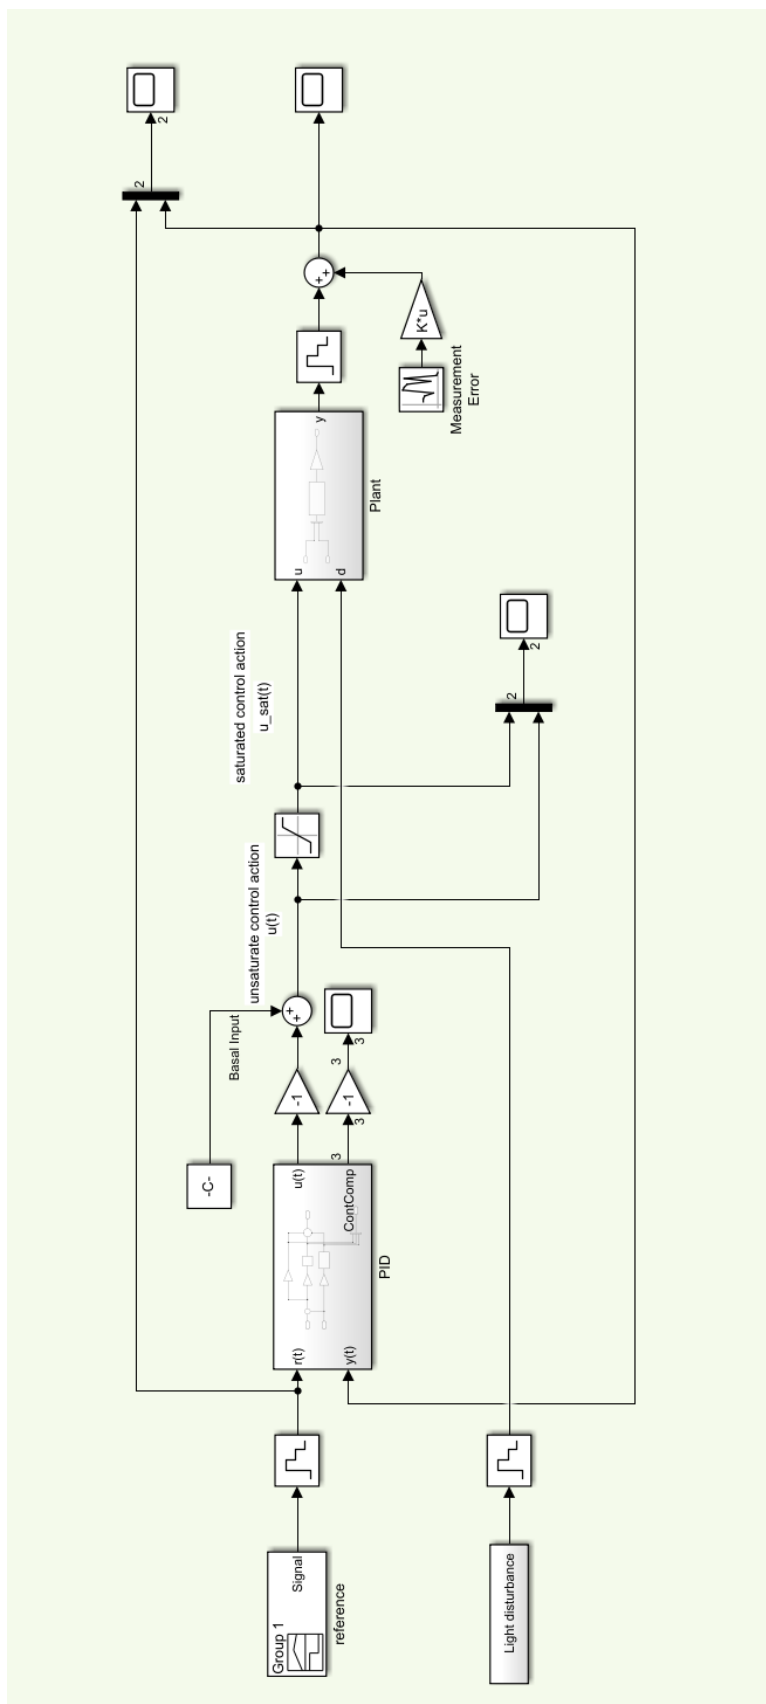 Group 1
Signal
reference
Light disturbance
r(t)
y(t)
u(t)
ContComp
PID
-C-
Basal Input
-1
3
-1
3
3
3
+
+
unsaturate control action
u(t)
saturated control action
u_sat(t)
2
2
u
d
y
Plant
Measurement
Error
K*u
+
+
2
2